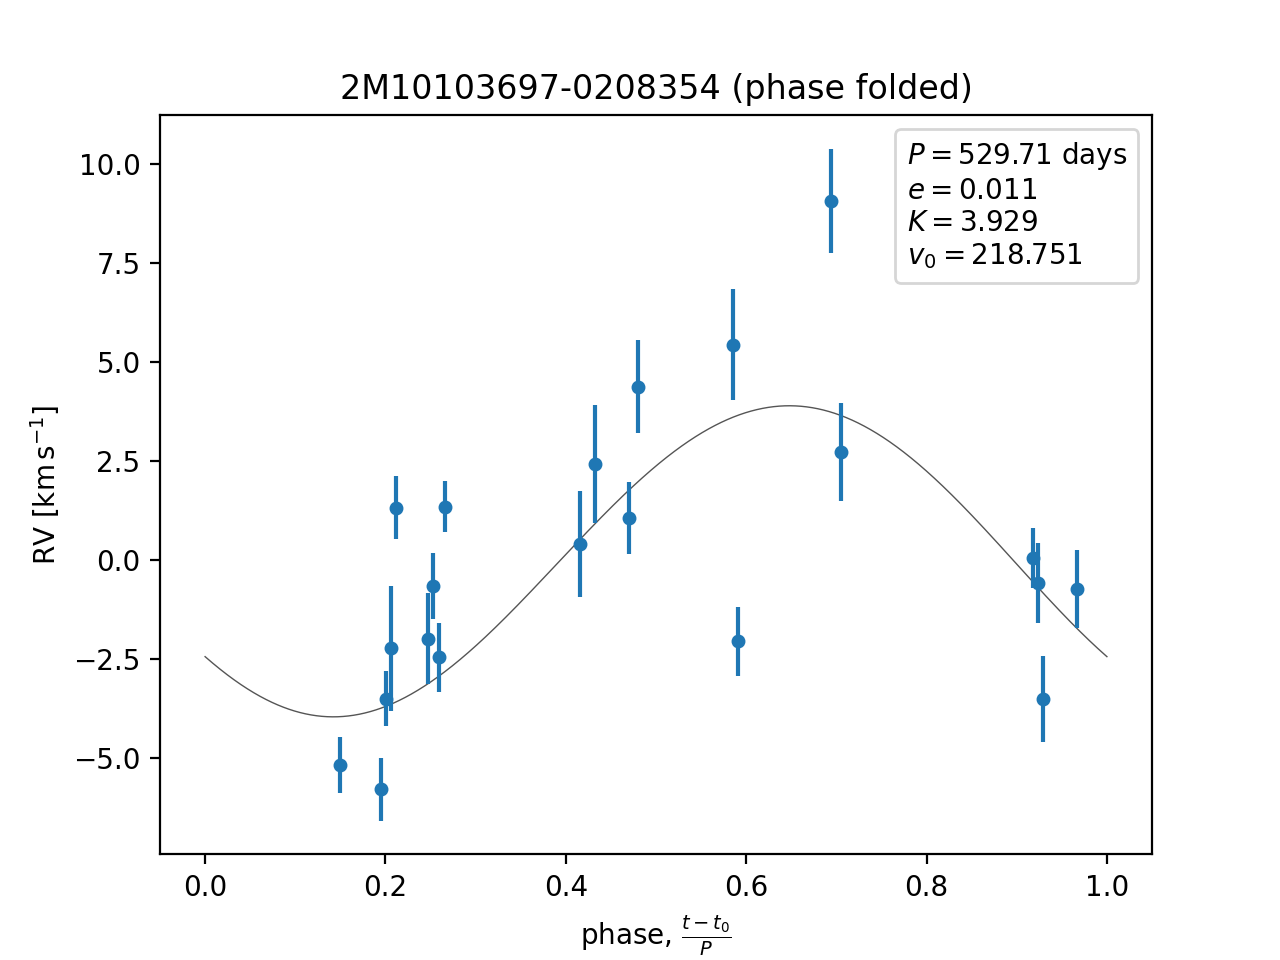 2M10103697-0208354 (phase folded)
P = 529.71 days
e = 0.011
K = 3.929
v₀ = 218.751
RV [km s⁻¹]
10.0
7.5
5.0
2.5
0.0
−2.5
−5.0
0.0 0.2 0.4 0.6 0.8 1.0
phase, (t − t₀)/P